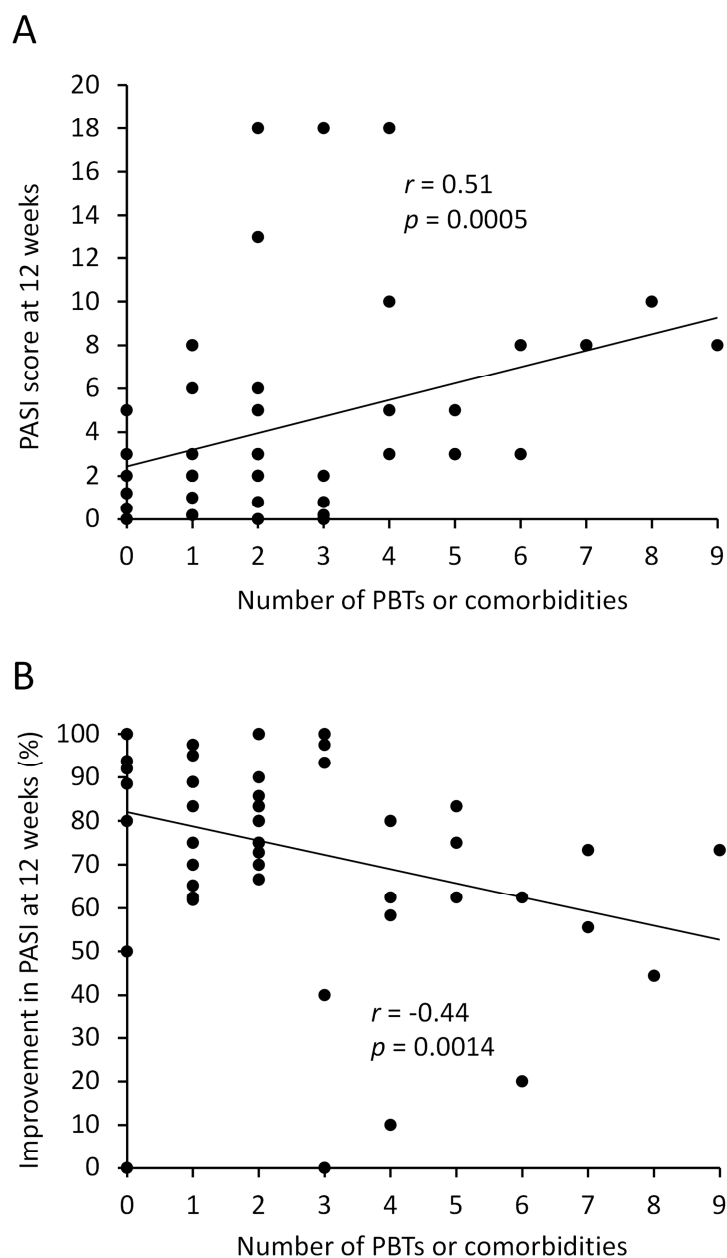 A
20
18
16
14
12
10
8
6
4
2
0
PASI score at 12 weeks
r = 0.51
p = 0.0005
0 1 2 3 4 5 6 7 8 9
Number of PBTs or comorbidities
B
100
90
80
70
60
50
40
30
20
10
0
Improvement in PASI at 12 weeks (%)
r = -0.44
p = 0.0014
0 1 2 3 4 5 6 7 8 9
Number of PBTs or comorbidities